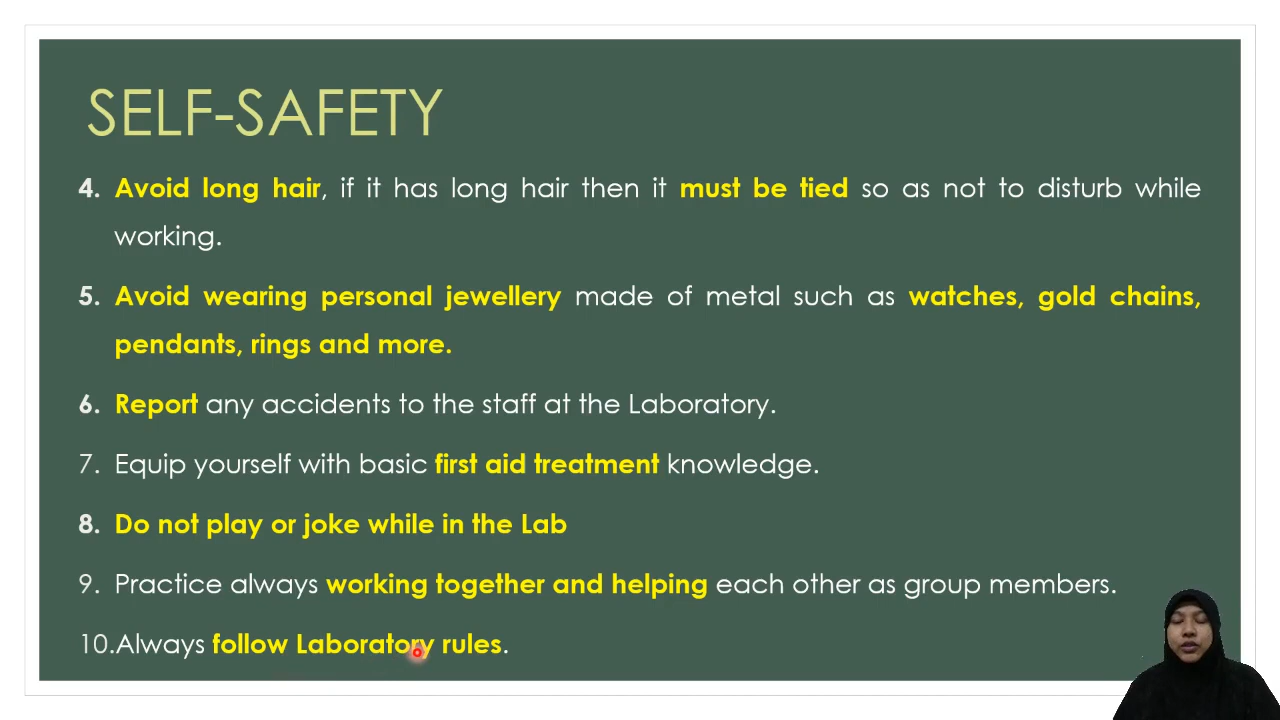 SELF-SAFETY
4. Avoid long hair, if it has long hair then it must be tied so as not to disturb while
working.
5. Avoid wearing personal jewellery made of metal such as watches, gold chains,
pendants, rings and more.
6. Report any accidents to the staff at the Laboratory.
7. Equip yourself with basic first aid treatment knowledge.
8. Do not play or joke while in the Lab
9. Practice always working together and helping each other as group members.
10.Always follow Laboratory rules.